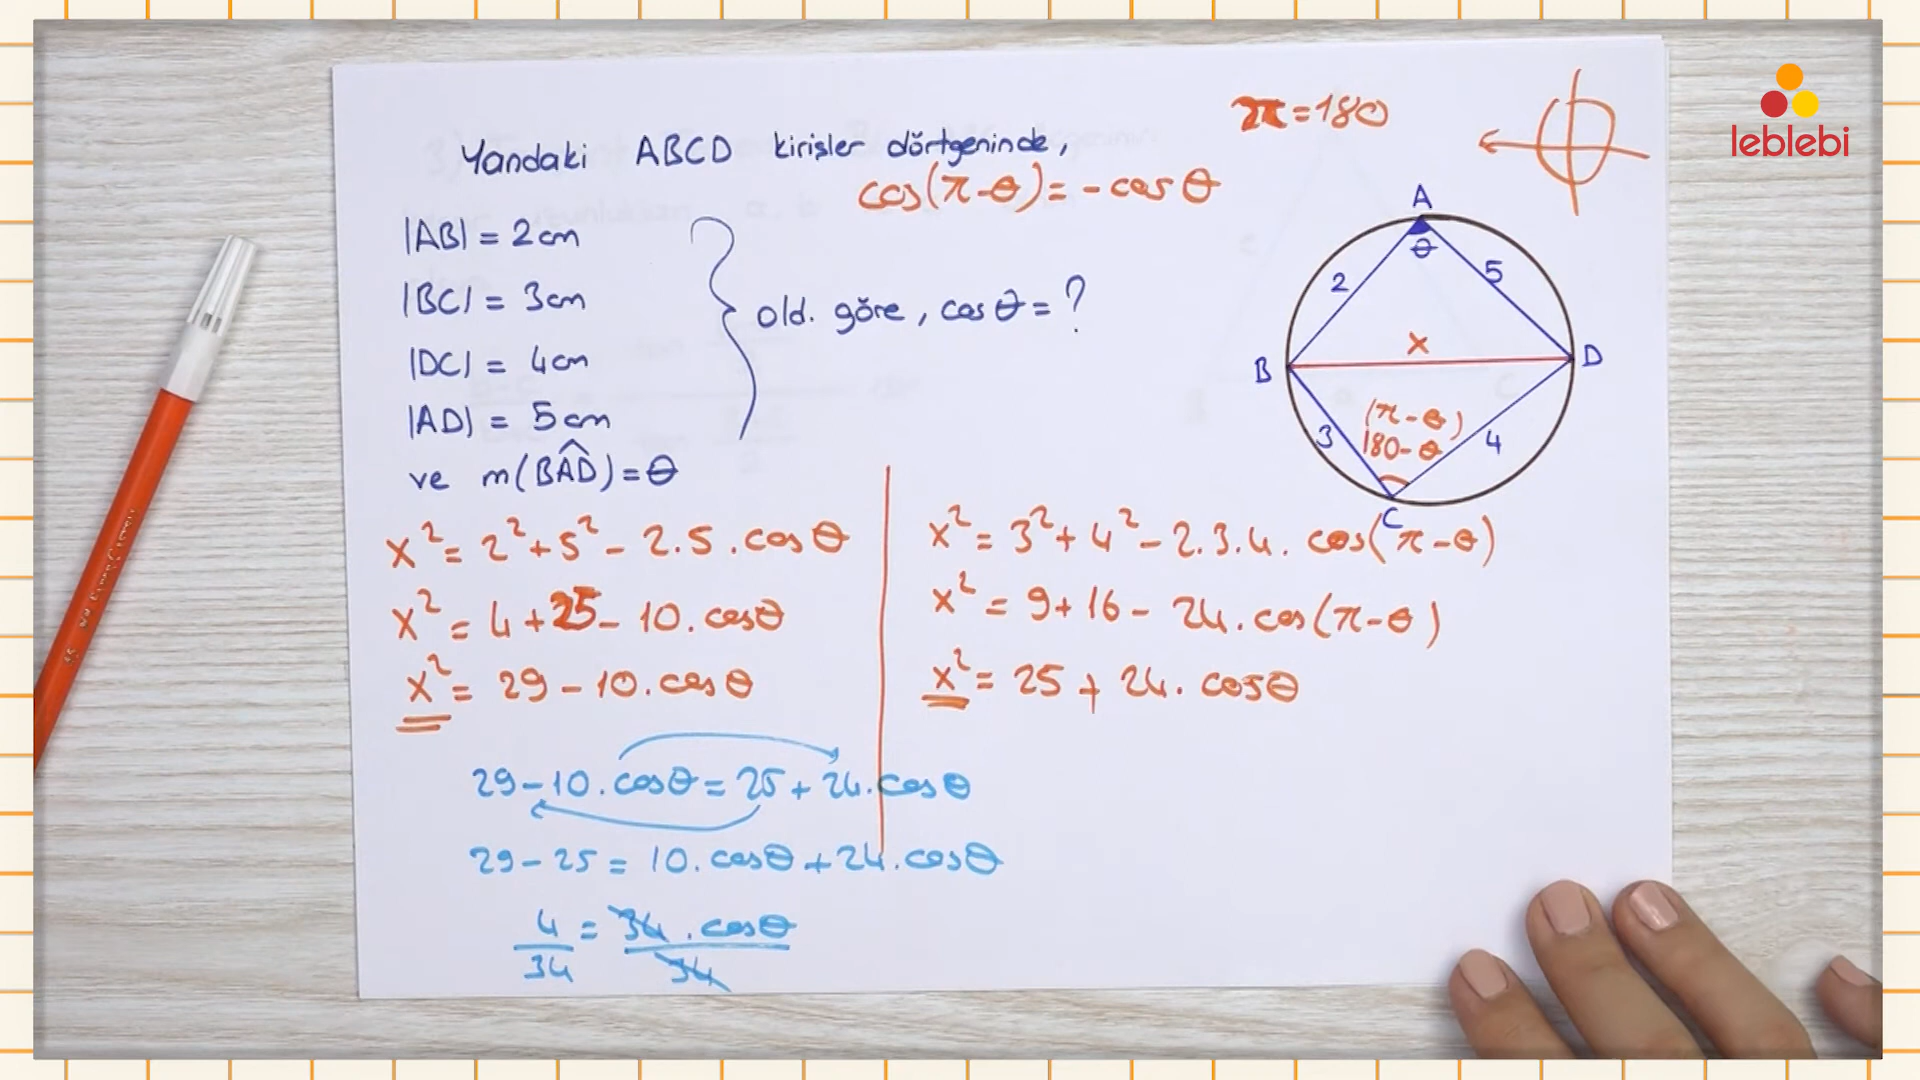 leblebi
π=180
Yandaki ABCD kirişler dörtgeninde,
cos(π-θ)=-cosθ
|AB| = 2cm
|BC| = 3cm
|DC| = 4cm
|AD| = 5cm
ve m(BAD)=θ
old. göre, cosθ=?
A
θ
2
5
x
B
D
(π-θ)
180-θ
3
4
C
x²=2²+5²-2.5.cosθ
x²=4+25-10.cosθ
x²=29-10.cosθ
x²=3²+4²-2.3.4.cos(π-θ)
x²=9+16-24.cos(π-θ)
x²=25+24.cosθ
29-10.cosθ=25+24.cosθ
29-25=10.cosθ+24.cosθ
4/34=34.cosθ/34